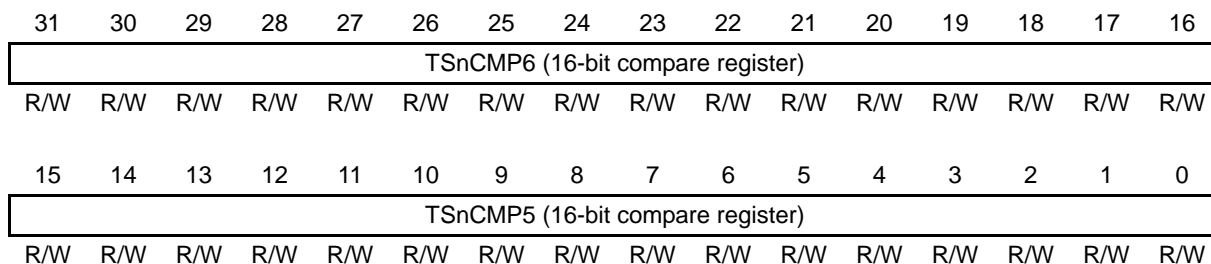 31 30 29 28 27 26 25 24 23 22 21 20 19 18 17 16
TSnCMP6 (16-bit compare register)
R/W R/W R/W R/W R/W R/W R/W R/W R/W R/W R/W R/W R/W R/W R/W R/W
15 14 13 12 11 10 9 8 7 6 5 4 3 2 1 0
TSnCMP5 (16-bit compare register)
R/W R/W R/W R/W R/W R/W R/W R/W R/W R/W R/W R/W R/W R/W R/W R/W